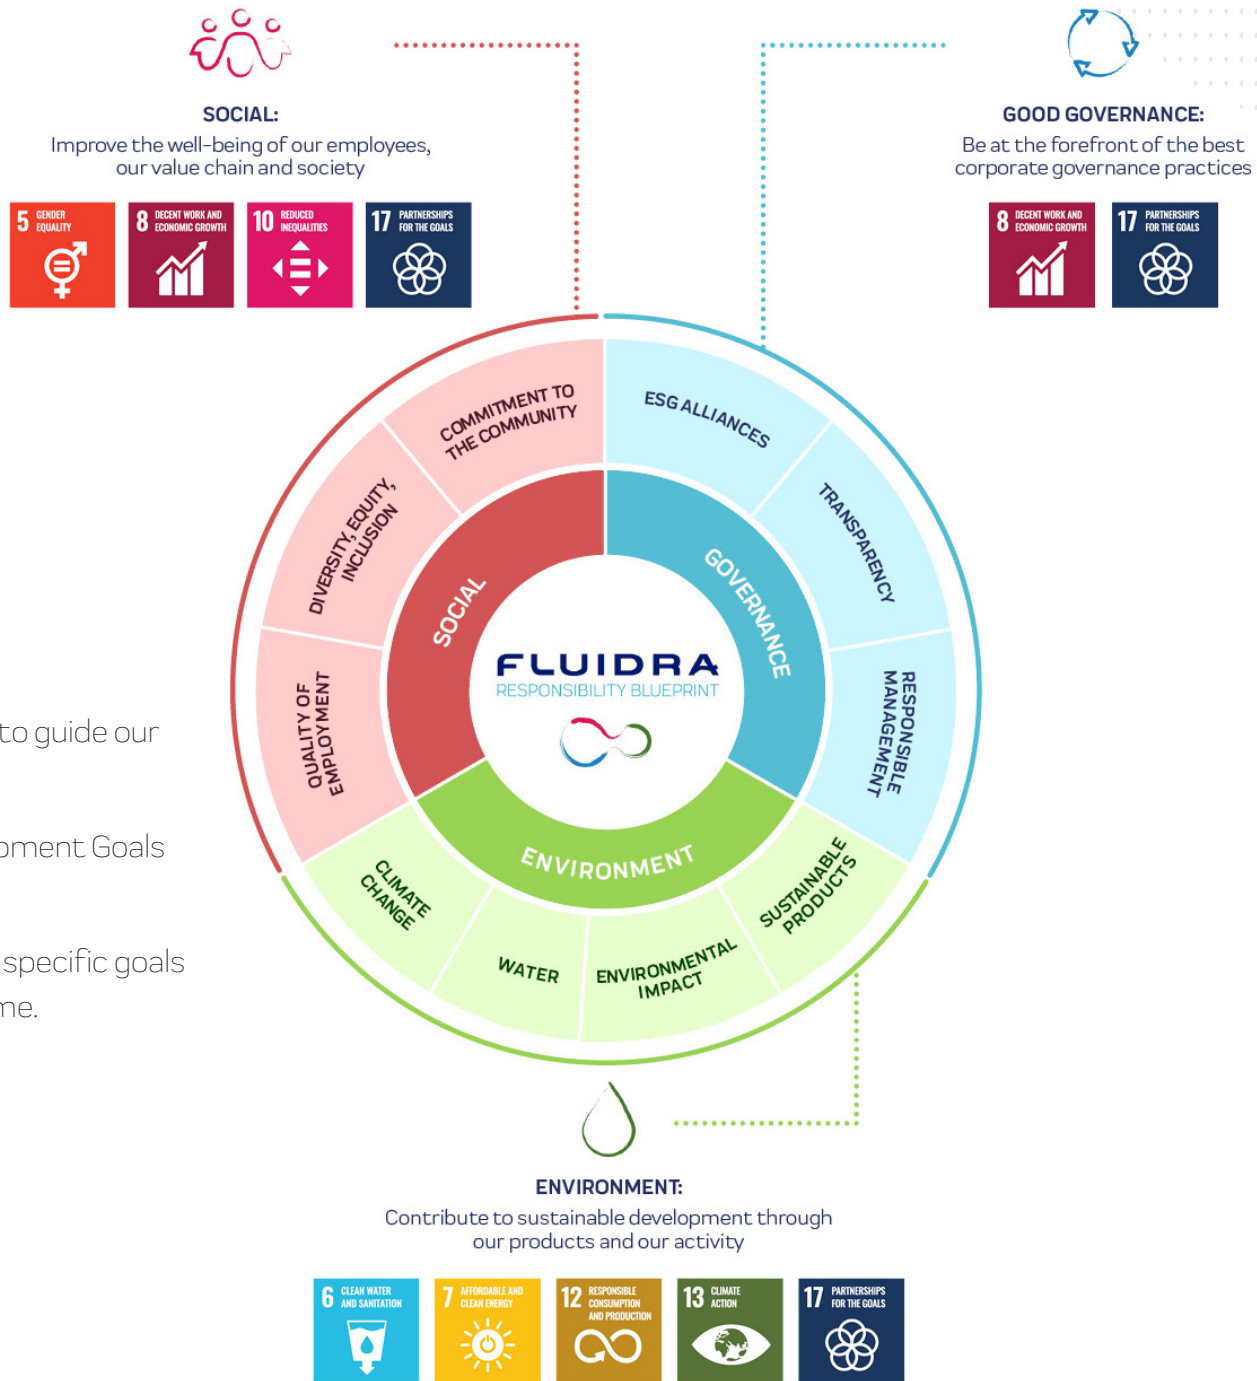 SOCIAL:
Improve the well-being of our employees,
our value chain and society
5 GENDER
EQUALITY
8 DECENT WORK AND
ECONOMIC GROWTH
10 REDUCED
INEQUALITIES
17 PARTNERSHIPS
FOR THE GOALS
GOOD GOVERNANCE:
Be at the forefront of the best
corporate governance practices
8 DECENT WORK AND
ECONOMIC GROWTH
17 PARTNERSHIPS
FOR THE GOALS
COMMITMENT TO
THE COMMUNITY
ESG ALLIANCES
DIVERSITY, EQUITY,
INCLUSION
TRANSPARENCY
SOCIAL
GOVERNANCE
FLUIDRA
RESPONSIBILITY BLUEPRINT
QUALITY OF
EMPLOYMENT
RESPONSIBLE
MANAGEMENT
to guide our
pment Goals
specific goals
me.
ENVIRONMENT
CLIMATE
CHANGE
WATER
ENVIRONMENTAL
IMPACT
SUSTAINABLE
PRODUCTS
ENVIRONMENT:
Contribute to sustainable development through
our products and our activity
6 CLEAN WATER
AND SANITATION
7 AFFORDABLE AND
CLEAN ENERGY
12 RESPONSIBLE
CONSUMPTION
AND PRODUCTION
13 CLIMATE
ACTION
17 PARTNERSHIPS
FOR THE GOALS